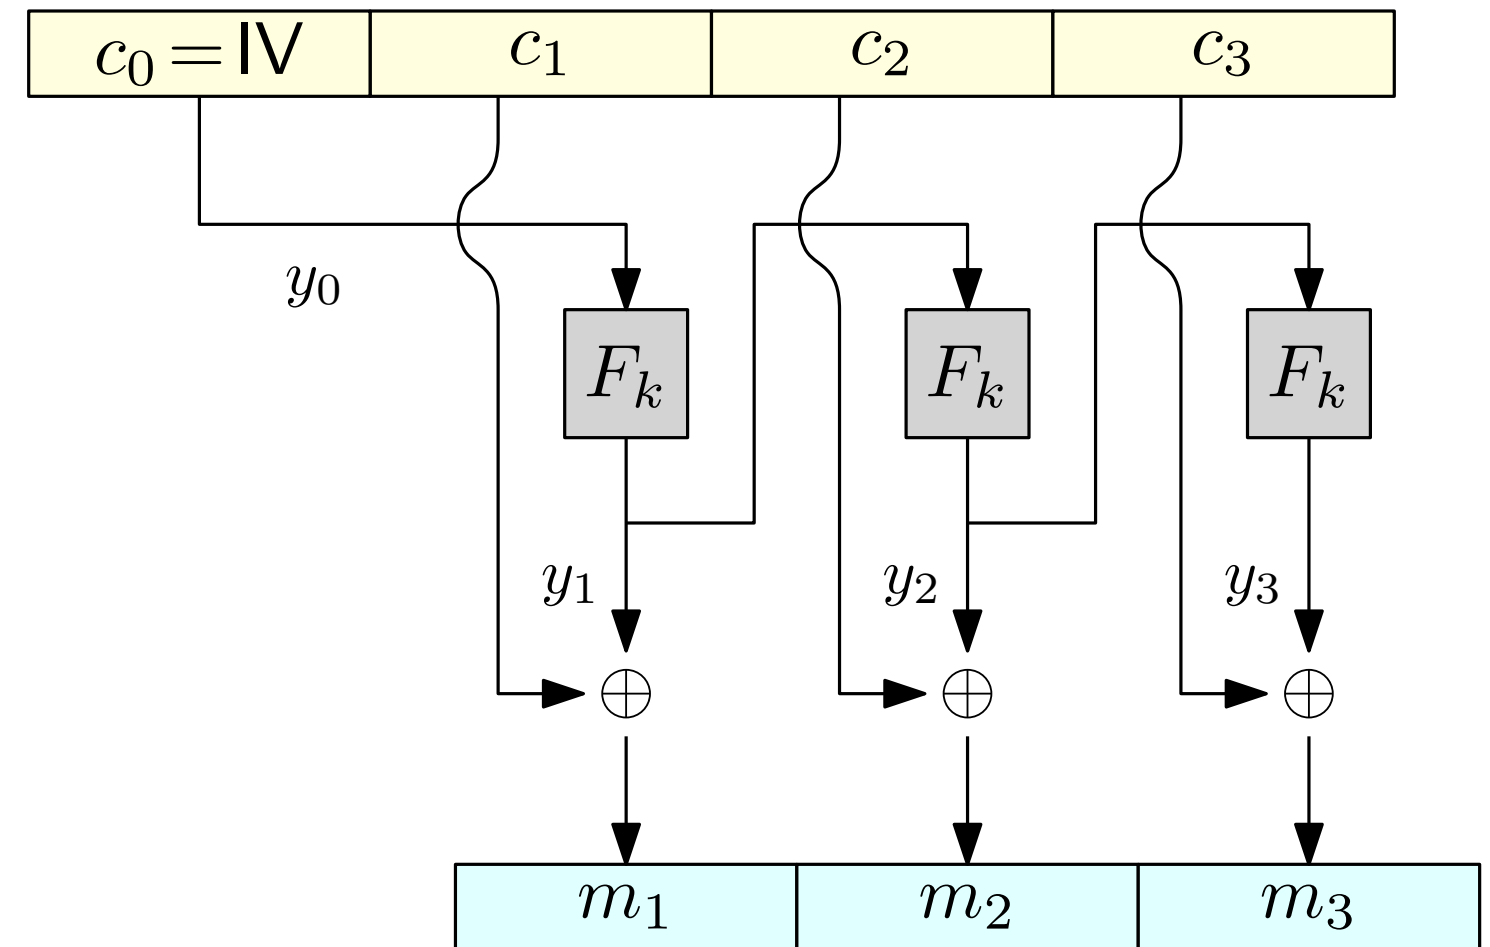 c₀ = IV c₁ c₂ c₃
y₀
Fₖ Fₖ Fₖ
y₁ y₂ y₃
m₁ m₂ m₃